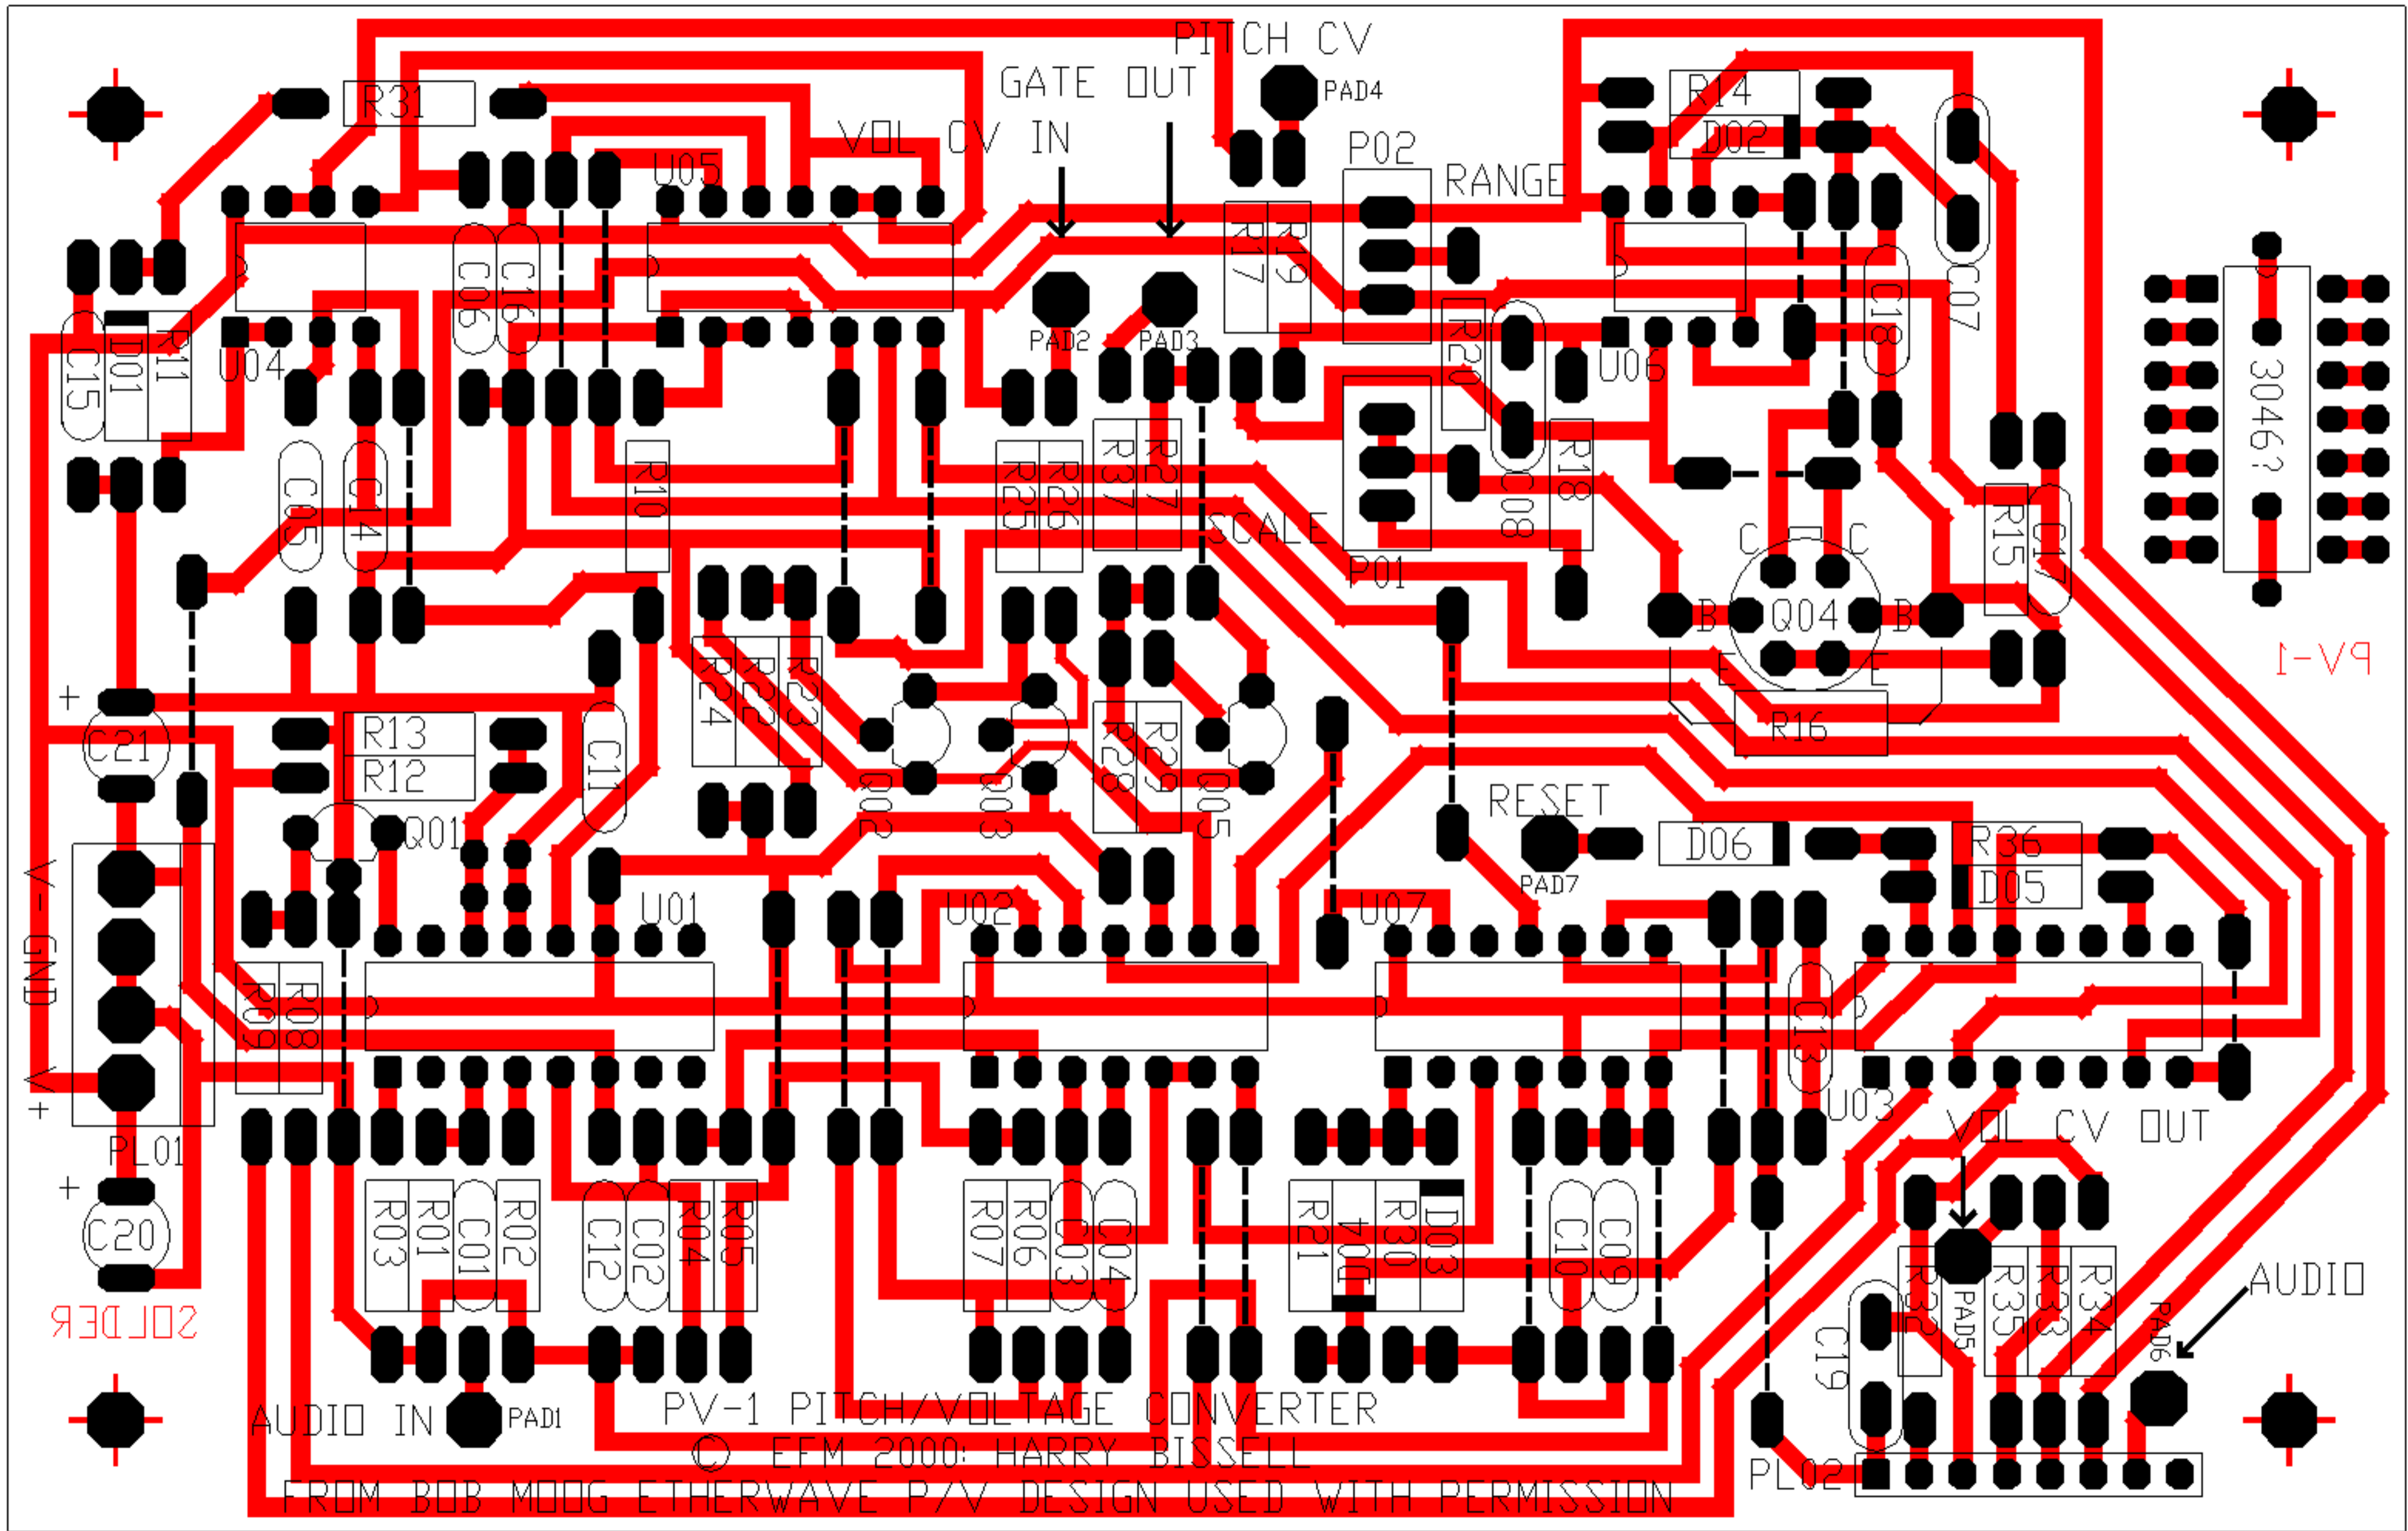 PITCH CV
GATE OUT
PAD4
VOL CV IN
R31
R14
D02
P02
RANGE
U05
R17
R19
C06
C16
C18
C07
PAD2
PAD3
C15
D01
R11
U04
R20
U06
3046?
R10
R25
R26
R37
R27
C05
C14
C08
R18
SCALE
P01
R15
C17
C
C
B
Q04
B
E
E
PV-1
+
C21
R13
R12
R24
R22
R23
C11
R28
R29
R16
Q01
Q02
Q03
Q05
RESET
PAD7
D06
R36
D05
V-
GND
V
+
U01
U02
U07
R09
R08
C13
U03
PL01
VOL CV OUT
+
C20
R03
R01
C01
R02
C12
C02
R04
R05
R07
R06
C03
C04
R21
D04
R30
D03
C10
C09
R32
PAD5
R35
R33
R34
AUDIO
PAD6
C19
SOLDER
AUDIO IN
PAD1
PV-1 PITCH/VOLTAGE CONVERTER
© EFM 2000: HARRY BISSELL
FROM BOB MOOG ETHERWAVE P/V DESIGN USED WITH PERMISSION
PL02